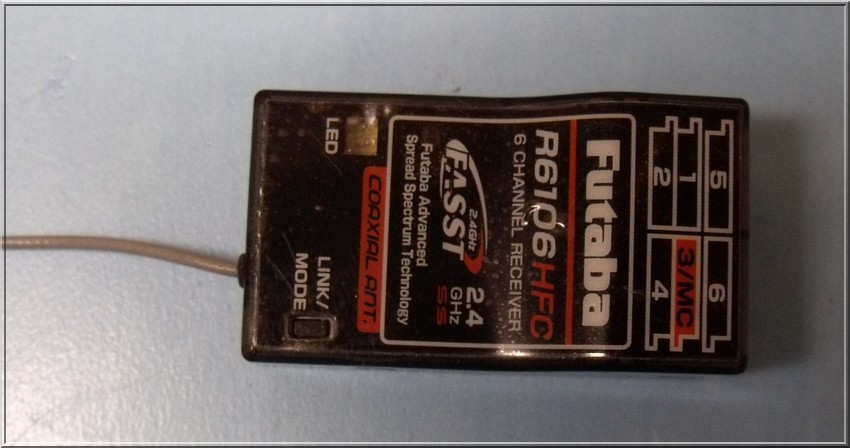 5 6
1 3/MC
2 4
Futaba
R6106HFC
6 CHANNEL RECEIVER
FASST 2.4GHz
2.4
GHz
SS
Futaba Advanced
Spread Spectrum Technology
COAXIAL ANT.
LED
LINK/
MODE